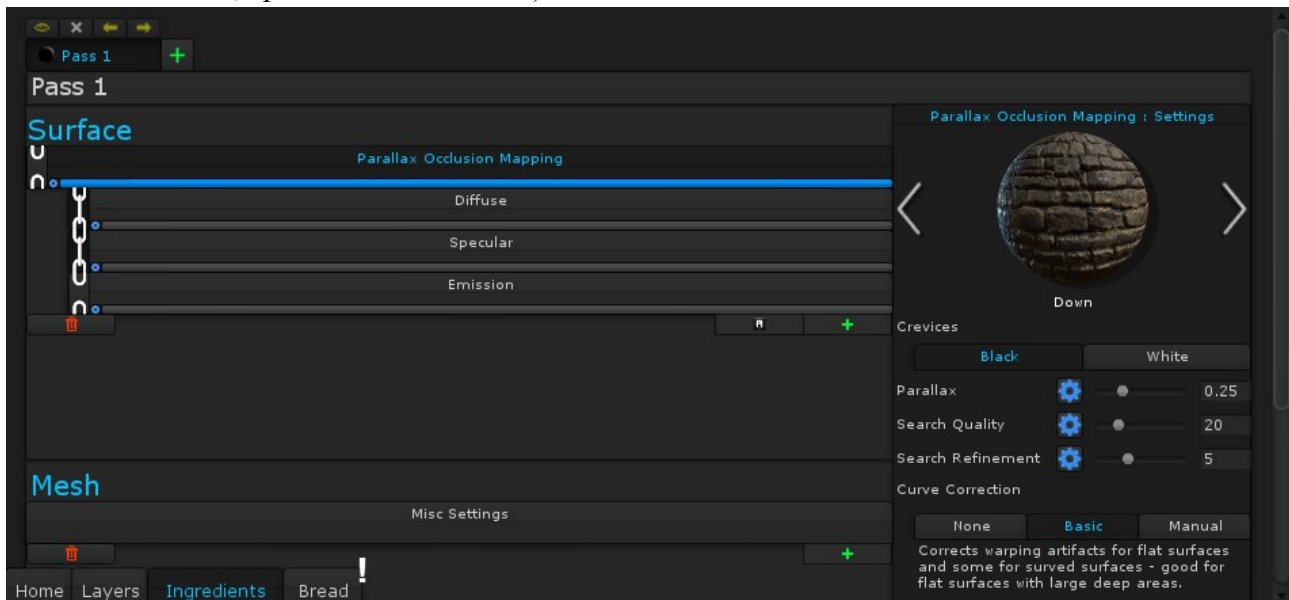 Pass 1
Pass 1
Surface
Parallax Occlusion Mapping
Diffuse
Specular
Emission
Mesh
Misc Settings
Parallax Occlusion Mapping : Settings
Down
Crevices
Black White
Parallax 0.25
Search Quality 20
Search Refinement 5
Curve Correction
None Basic Manual
Corrects warping artifacts for flat surfaces
and some for surved surfaces - good for
flat surfaces with large deep areas.
Home Layers Ingredients Bread !